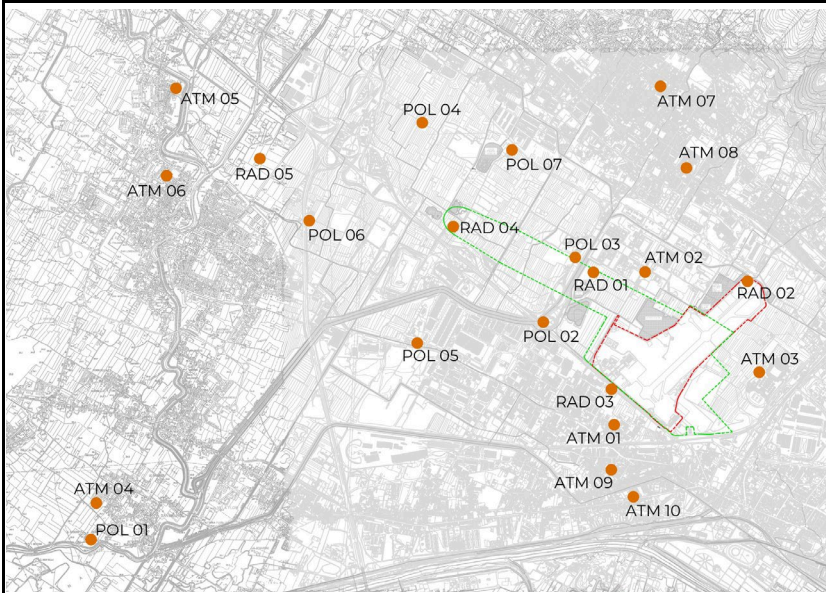 ATM 05
ATM 07
POL 04
POL 07
ATM 08
RAD 05
ATM 06
POL 06
RAD 04
POL 03
ATM 02
RAD 01
RAD 02
POL 02
POL 05
ATM 03
RAD 03
ATM 01
ATM 09
ATM 04
ATM 10
POL 01